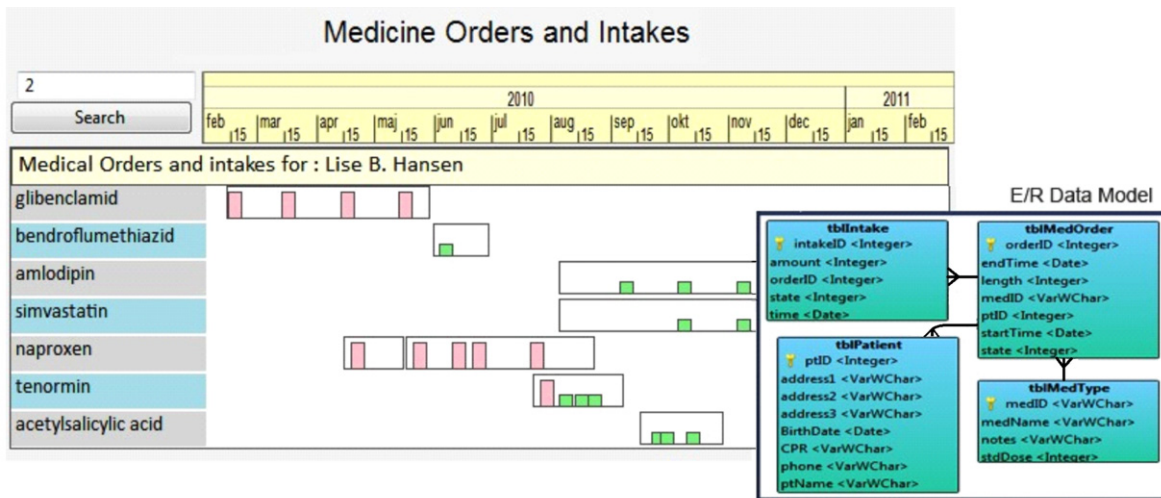 Medicine Orders and Intakes
2
Search
2010 2011
feb mar apr maj jun jul aug sep okt nov dec jan feb
15 15 15 15 15 15 15 15 15 15 15 15 15
Medical Orders and intakes for : Lise B. Hansen
glibenclamid
bendroflumethiazid
amlodipin
simvastatin
naproxen
tenormin
acetylsalicylic acid
E/R Data Model
tblIntake
intakeID <Integer>
amount <Integer>
orderID <Integer>
state <Integer>
time <Date>
tblMedOrder
orderID <Integer>
endTime <Date>
length <Integer>
medID <VarWChar>
ptID <Integer>
startTime <Date>
state <Integer>
tblPatient
ptID <Integer>
address1 <VarWChar>
address2 <VarWChar>
address3 <VarWChar>
BirthDate <Date>
CPR <VarWChar>
phone <VarWChar>
ptName <VarWChar>
tblMedType
medID <VarWChar>
medName <VarWChar>
notes <VarWChar>
stdDose <Integer>